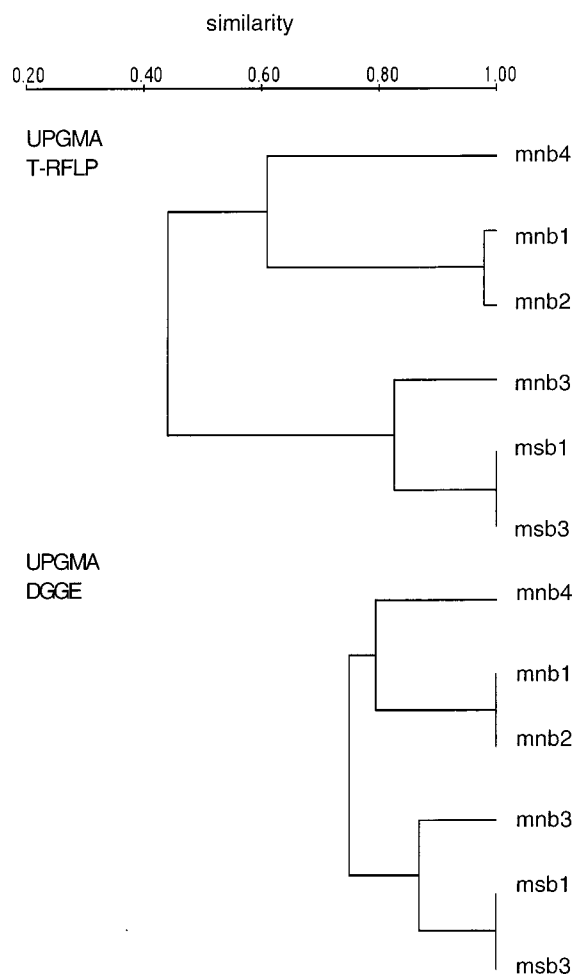 similarity
0.20 0.40 0.60 0.80 1.00
UPGMA
T-RFLP
mnb4
mnb1
mnb2
mnb3
msb1
msb3
UPGMA
DGGE
mnb4
mnb1
mnb2
mnb3
msb1
msb3